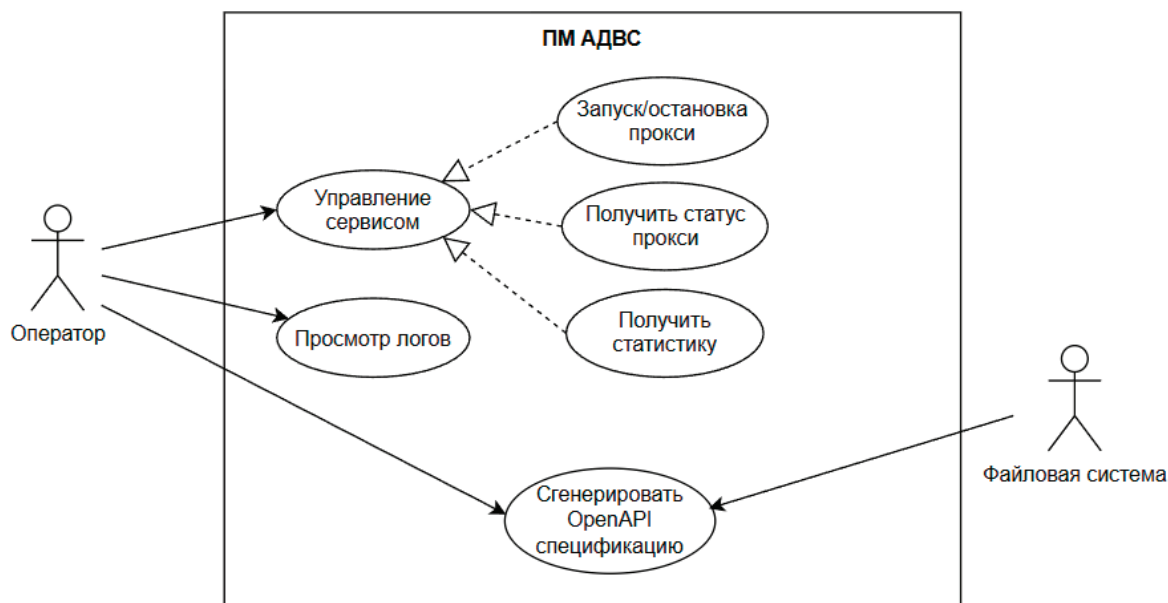 ПМ АДВС
Запуск/остановка
прокси
Управление
сервисом
Получить статус
прокси
Оператор
Просмотр логов
Получить
статистику
Файловая система
Сгенерировать
OpenAPI
спецификацию